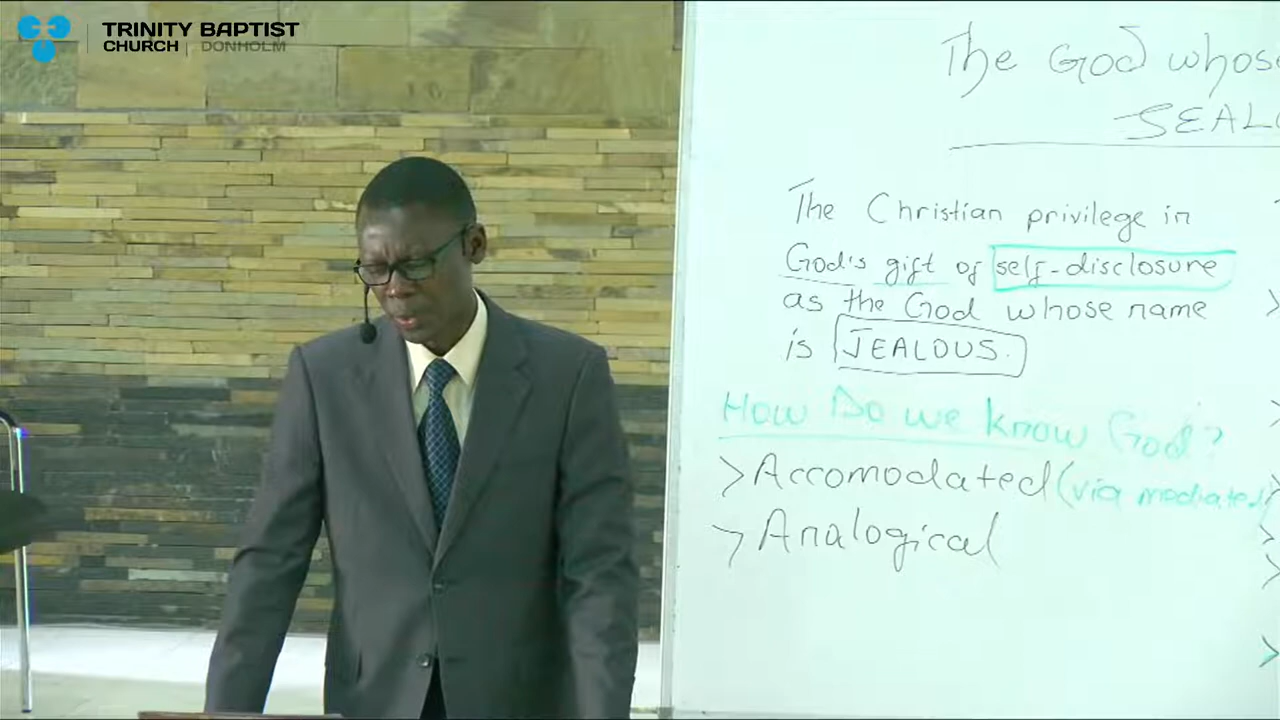 TRINITY BAPTIST
CHURCH | DONHOLM
The God whose
JEALO
The Christian privilege in
God's gift of self-disclosure
as the God whose name
is JEALOUS.
How Do we know God?
>Accomodated (via mediated)
>Analogical